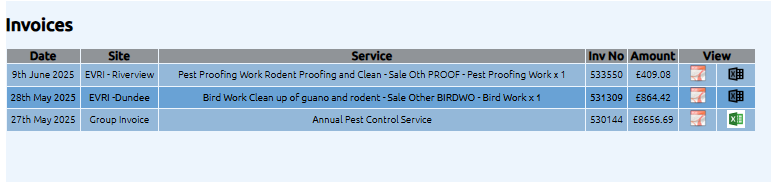 Invoices
Date Site Service Inv No Amount View
9th June 2025 EVRI - Riverview Pest Proofing Work Rodent Proofing and Clean - Sale Oth PROOF - Pest Proofing Work x 1 533550 £409.08
28th May 2025 EVRI -Dundee Bird Work Clean up of guano and rodent - Sale Other BIRDWO - Bird Work x 1 531309 £864.42
27th May 2025 Group Invoice Annual Pest Control Service 530144 £8656.69